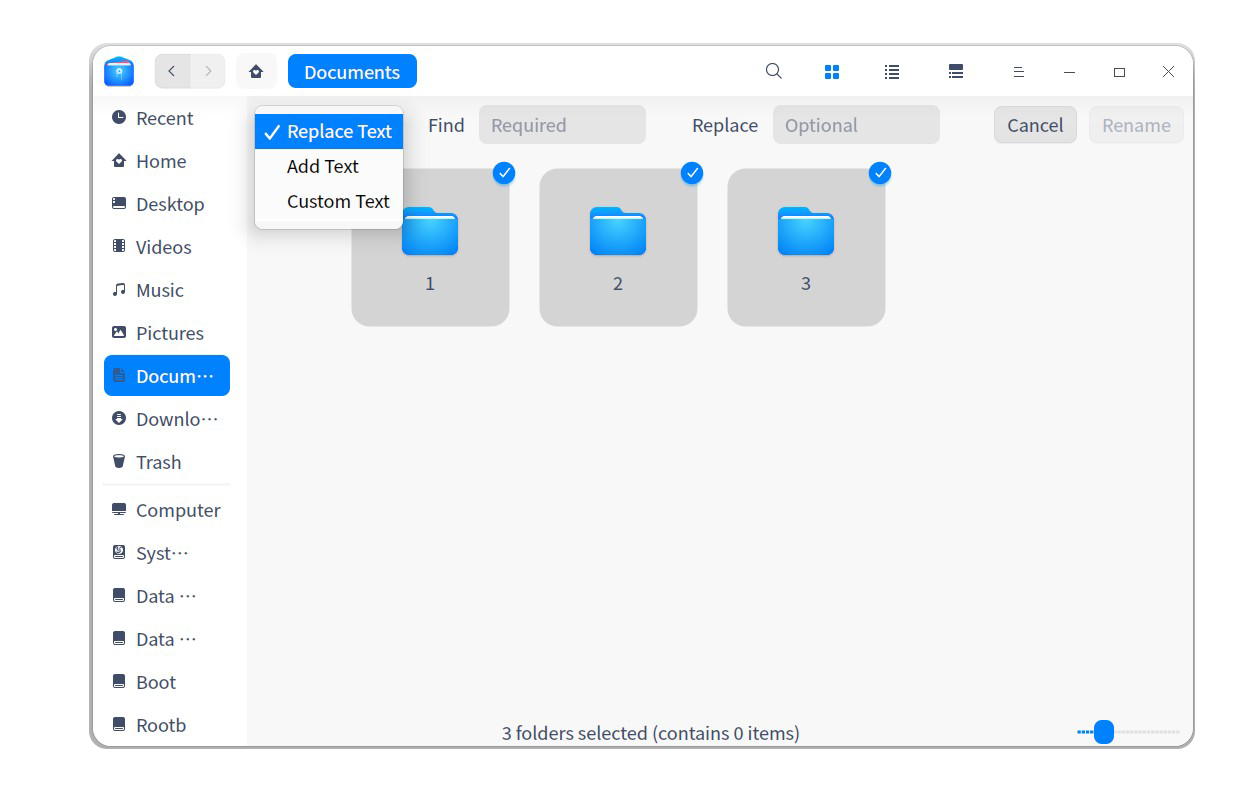 Documents
Recent
Home
Desktop
Videos
Music
Pictures
Docum···
Downlo···
Trash
Computer
Syst···
Data ···
Data ···
Boot
Rootb
Replace Text
Add Text
Custom Text
Find Required Replace Optional Cancel Rename
1 2 3
3 folders selected (contains 0 items)